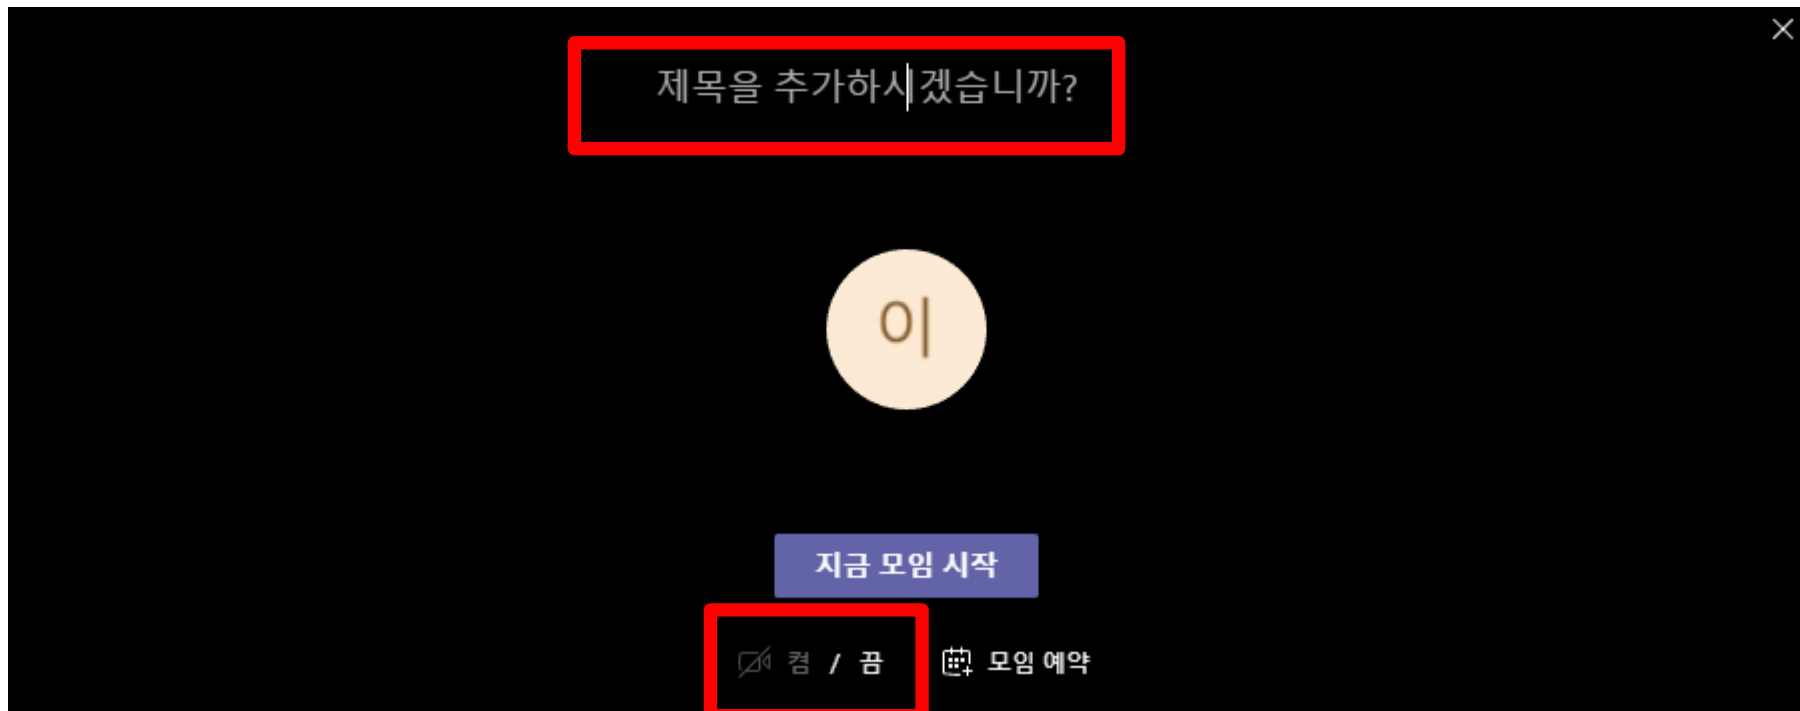 제목을 추가하시겠습니까?
이
지금 모임 시작
켬 / 끔 모임 예약